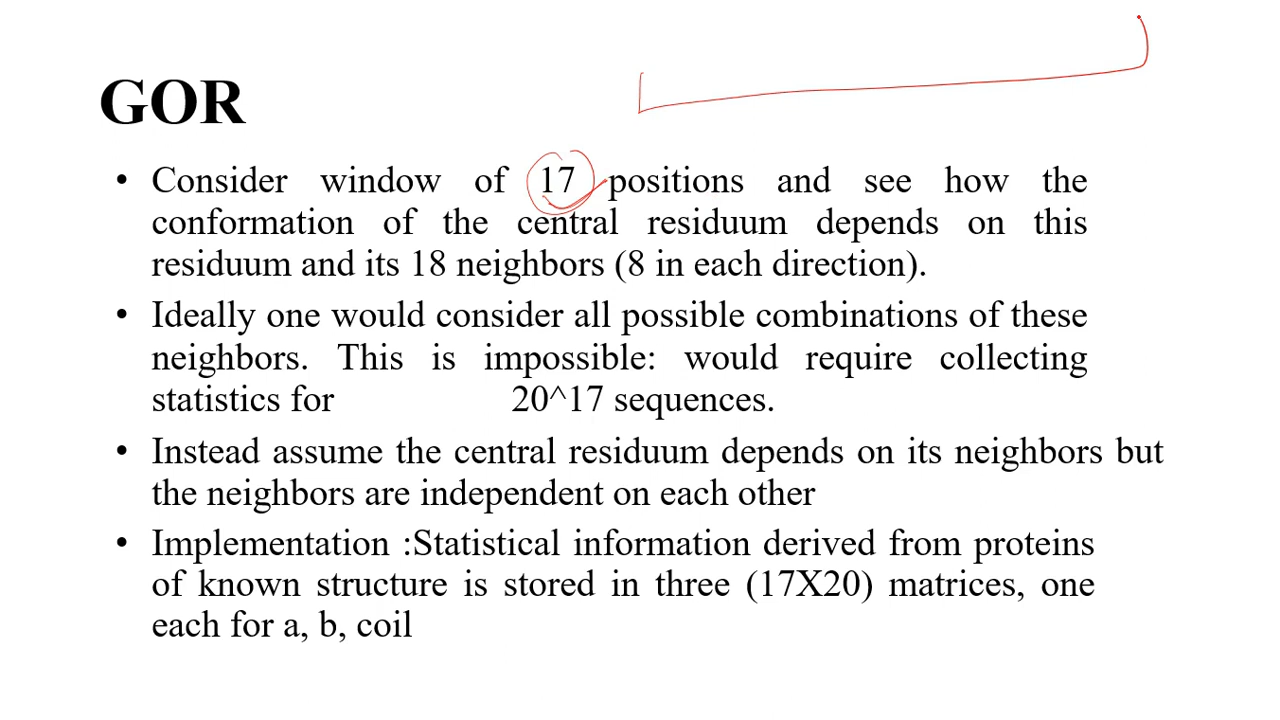 GOR
• Consider window of 17 positions and see how the
conformation of the central residuum depends on this
residuum and its 18 neighbors (8 in each direction).
• Ideally one would consider all possible combinations of these
neighbors. This is impossible: would require collecting
statistics for 20^17 sequences.
• Instead assume the central residuum depends on its neighbors but
the neighbors are independent on each other
• Implementation :Statistical information derived from proteins
of known structure is stored in three (17X20) matrices, one
each for a, b, coil